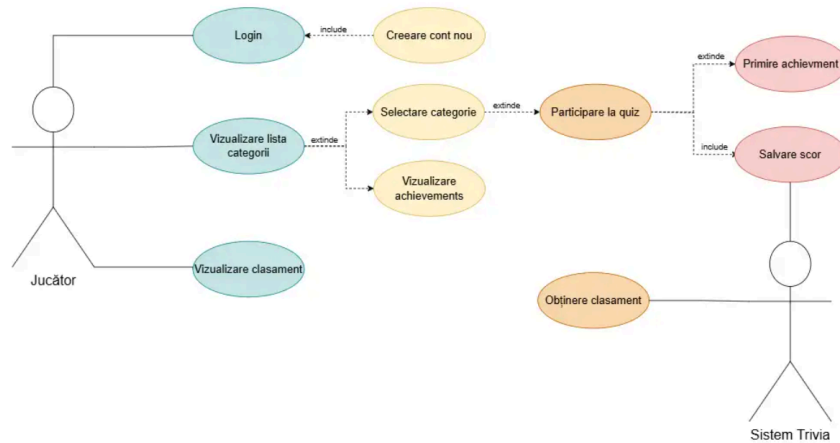 Login
include
Creeare cont nou
extinde
Primire achievment
Selectare categorie
extinde
Participare la quiz
Vizualizare lista
categorii
extinde
include
Salvare scor
Vizualizare
achievements
Vizualizare clasament
Jucător
Obținere clasament
Sistem Trivia